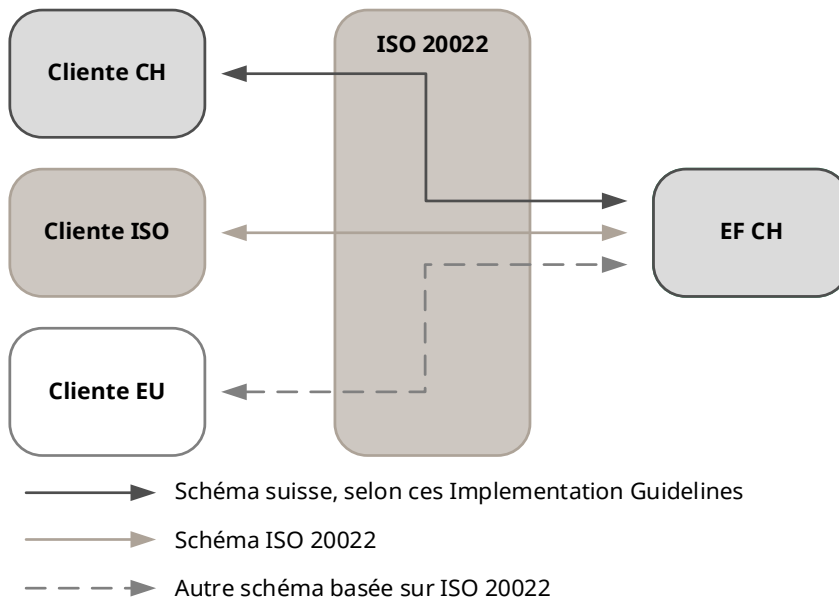 ISO 20022
Cliente CH
Cliente ISO
EF CH
Cliente EU
Schéma suisse, selon ces Implementation Guidelines
Schéma ISO 20022
Autre schéma basée sur ISO 20022